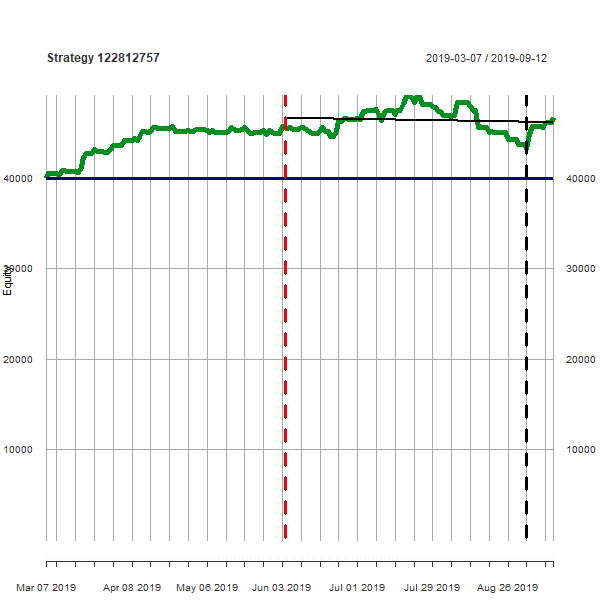 Strategy 122812757
2019-03-07 / 2019-09-12
40000
40000
30000
30000
Equity
20000
20000
10000
10000
Mar 07 2019
Apr 08 2019
May 06 2019
Jun 03 2019
Jul 01 2019
Jul 29 2019
Aug 26 2019